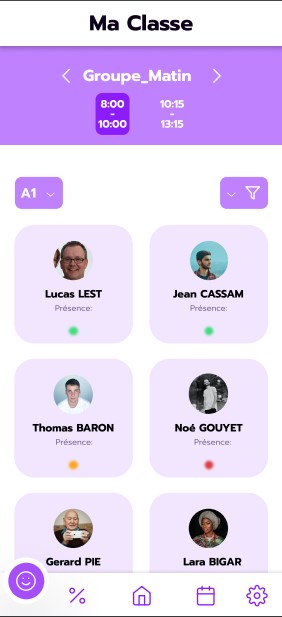 Ma Classe
Groupe_Matin
8:00
-
10:00
10:15
-
13:15
A1
Lucas LEST
Présence:
Jean CASSAM
Présence:
Thomas BARON
Présence:
Noé GOUYET
Présence:
Gerard PIE
Lara BIGAR